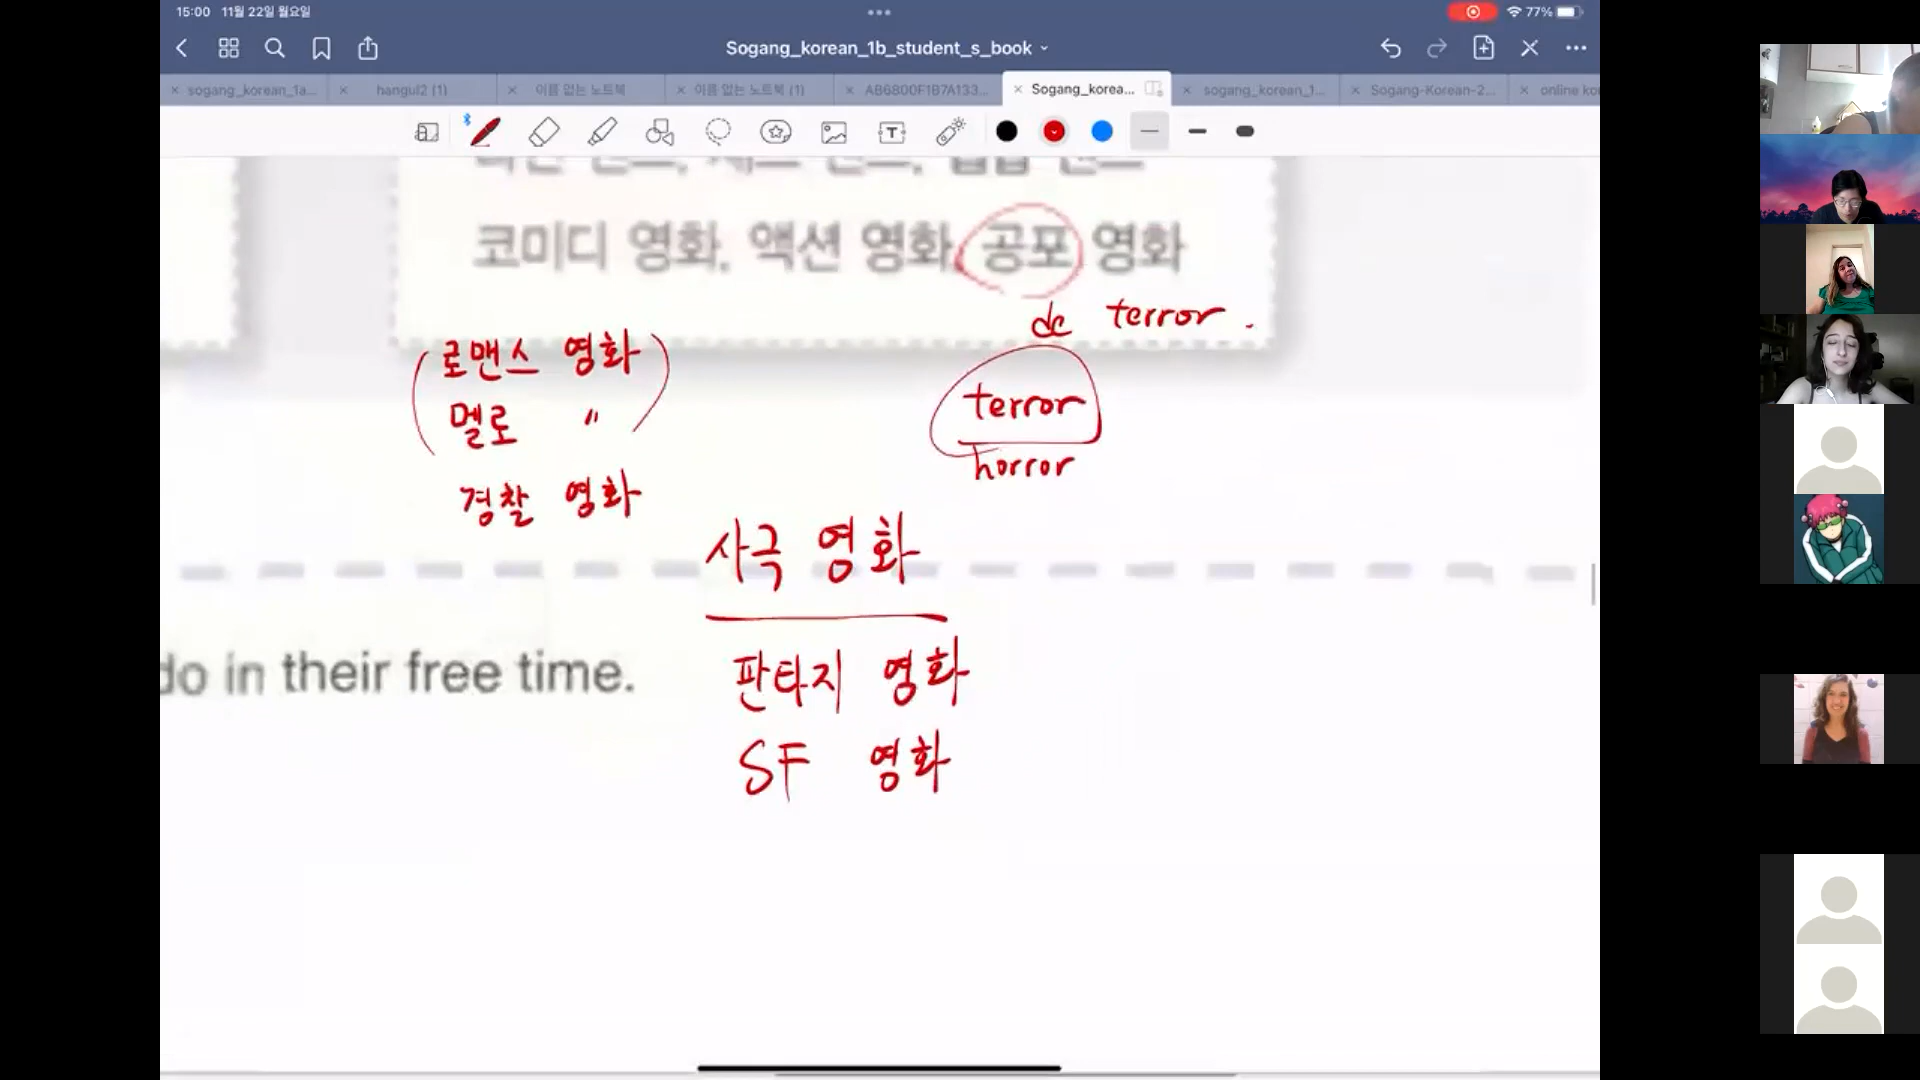 15:00 11월 22일 월요일
77%
Sogang_korean_1b_student_s_book
sogang_korean_1a...
hangul2 (1)
이름 없는 노트북
이름 없는 노트북 (1)
AB6800F1B7A133...
Sogang_korea...
sogang_korean_1...
Sogang-Korean-2...
online ko
코미디 영화, 액션 영화, 공포 영화
de terror.
로맨스 영화
멜로 〃
terror
horror
경찰 영화
사극 영화
do in their free time.
판타지 영화
SF 영화